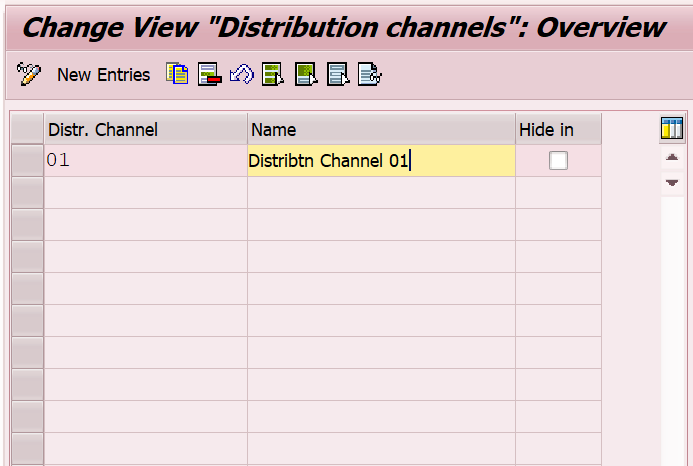 Change View "Distribution channels": Overview
New Entries
Distr. Channel Name Hide in
01 Distribtn Channel 01